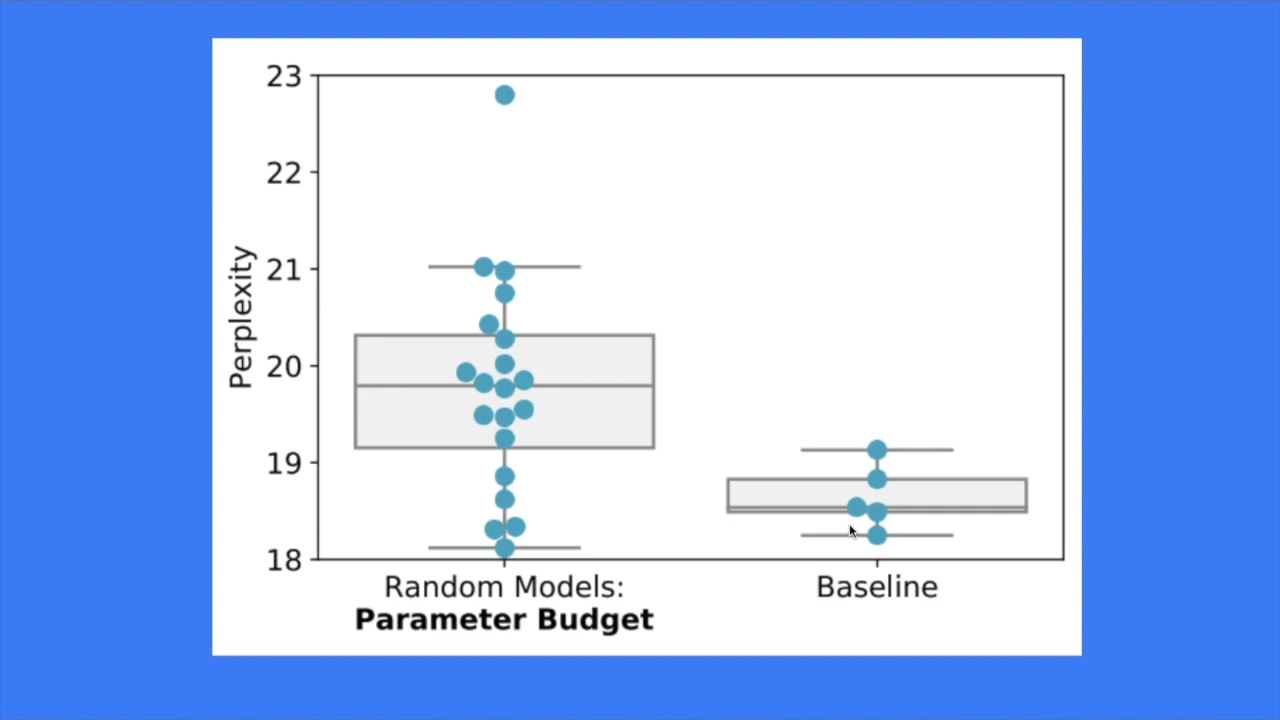 23
22
21
20
19
18
Perplexity
Random Models:
Parameter Budget
Baseline